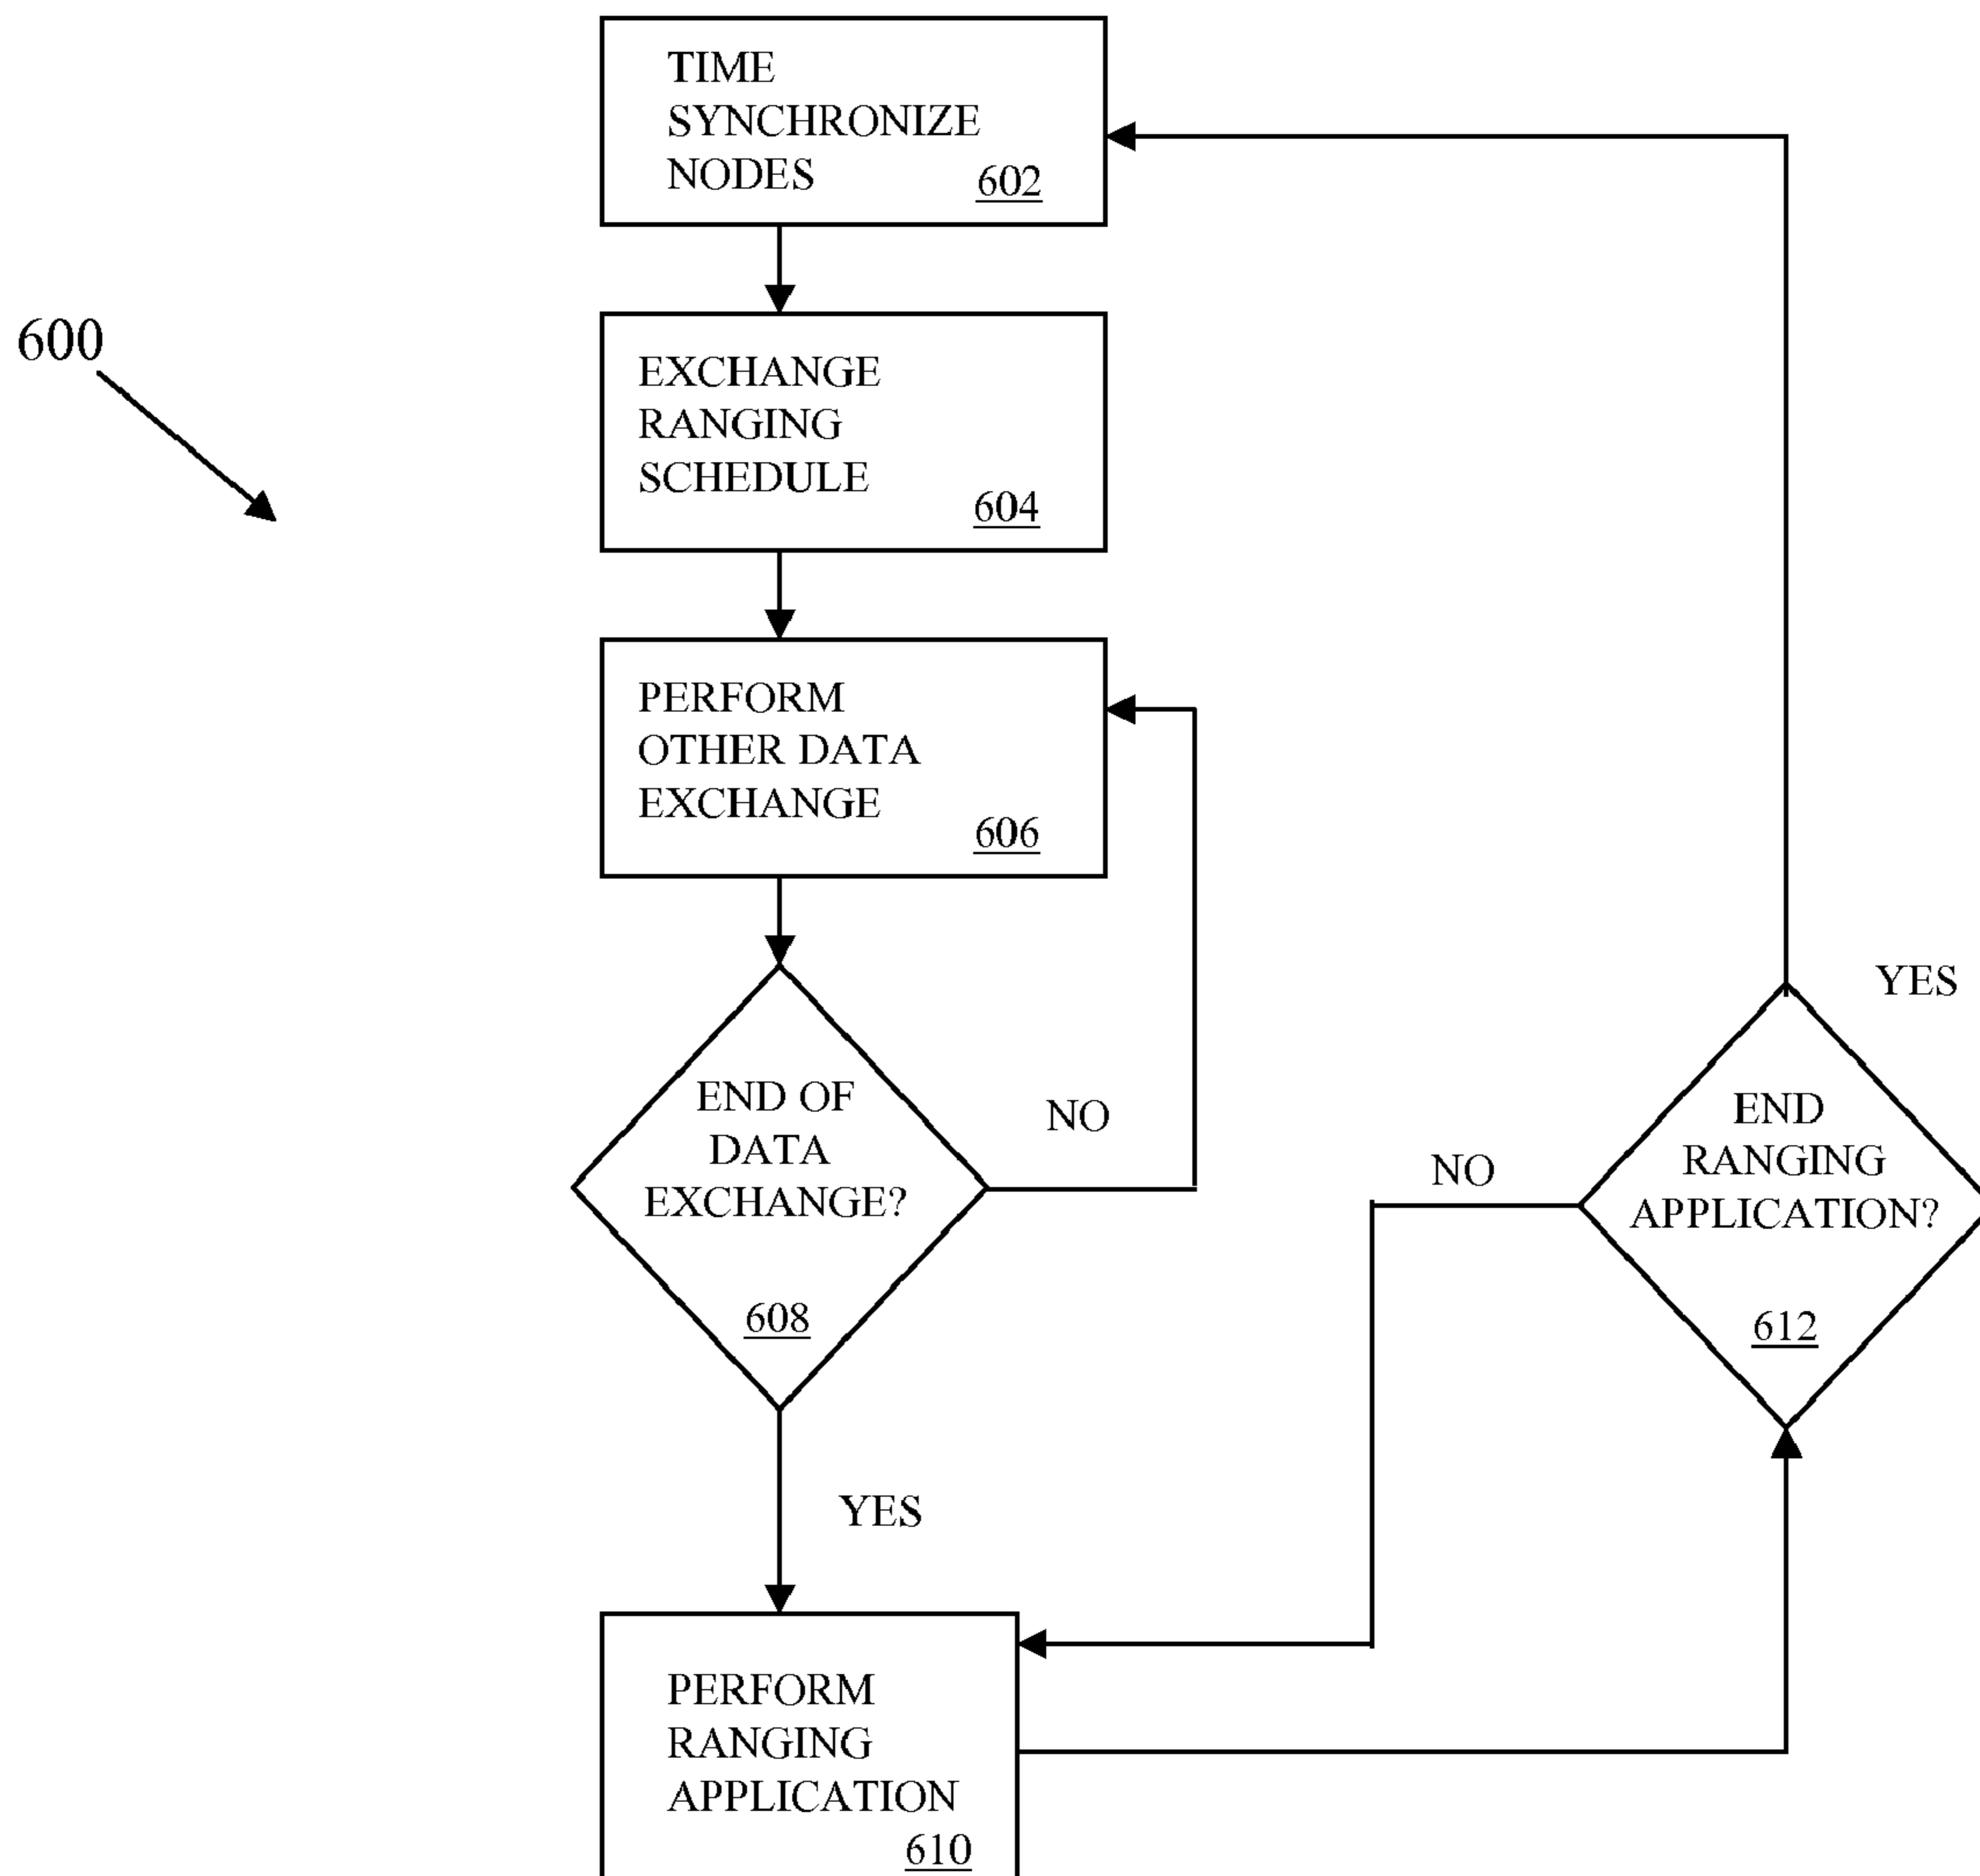 TIME
SYNCHRONIZE
NODES
602
600
EXCHANGE
RANGING
SCHEDULE
604
PERFORM
OTHER DATA
EXCHANGE
606
END OF
DATA
EXCHANGE?
608
NO
YES
END
RANGING
APPLICATION?
612
NO
YES
PERFORM
RANGING
APPLICATION
610